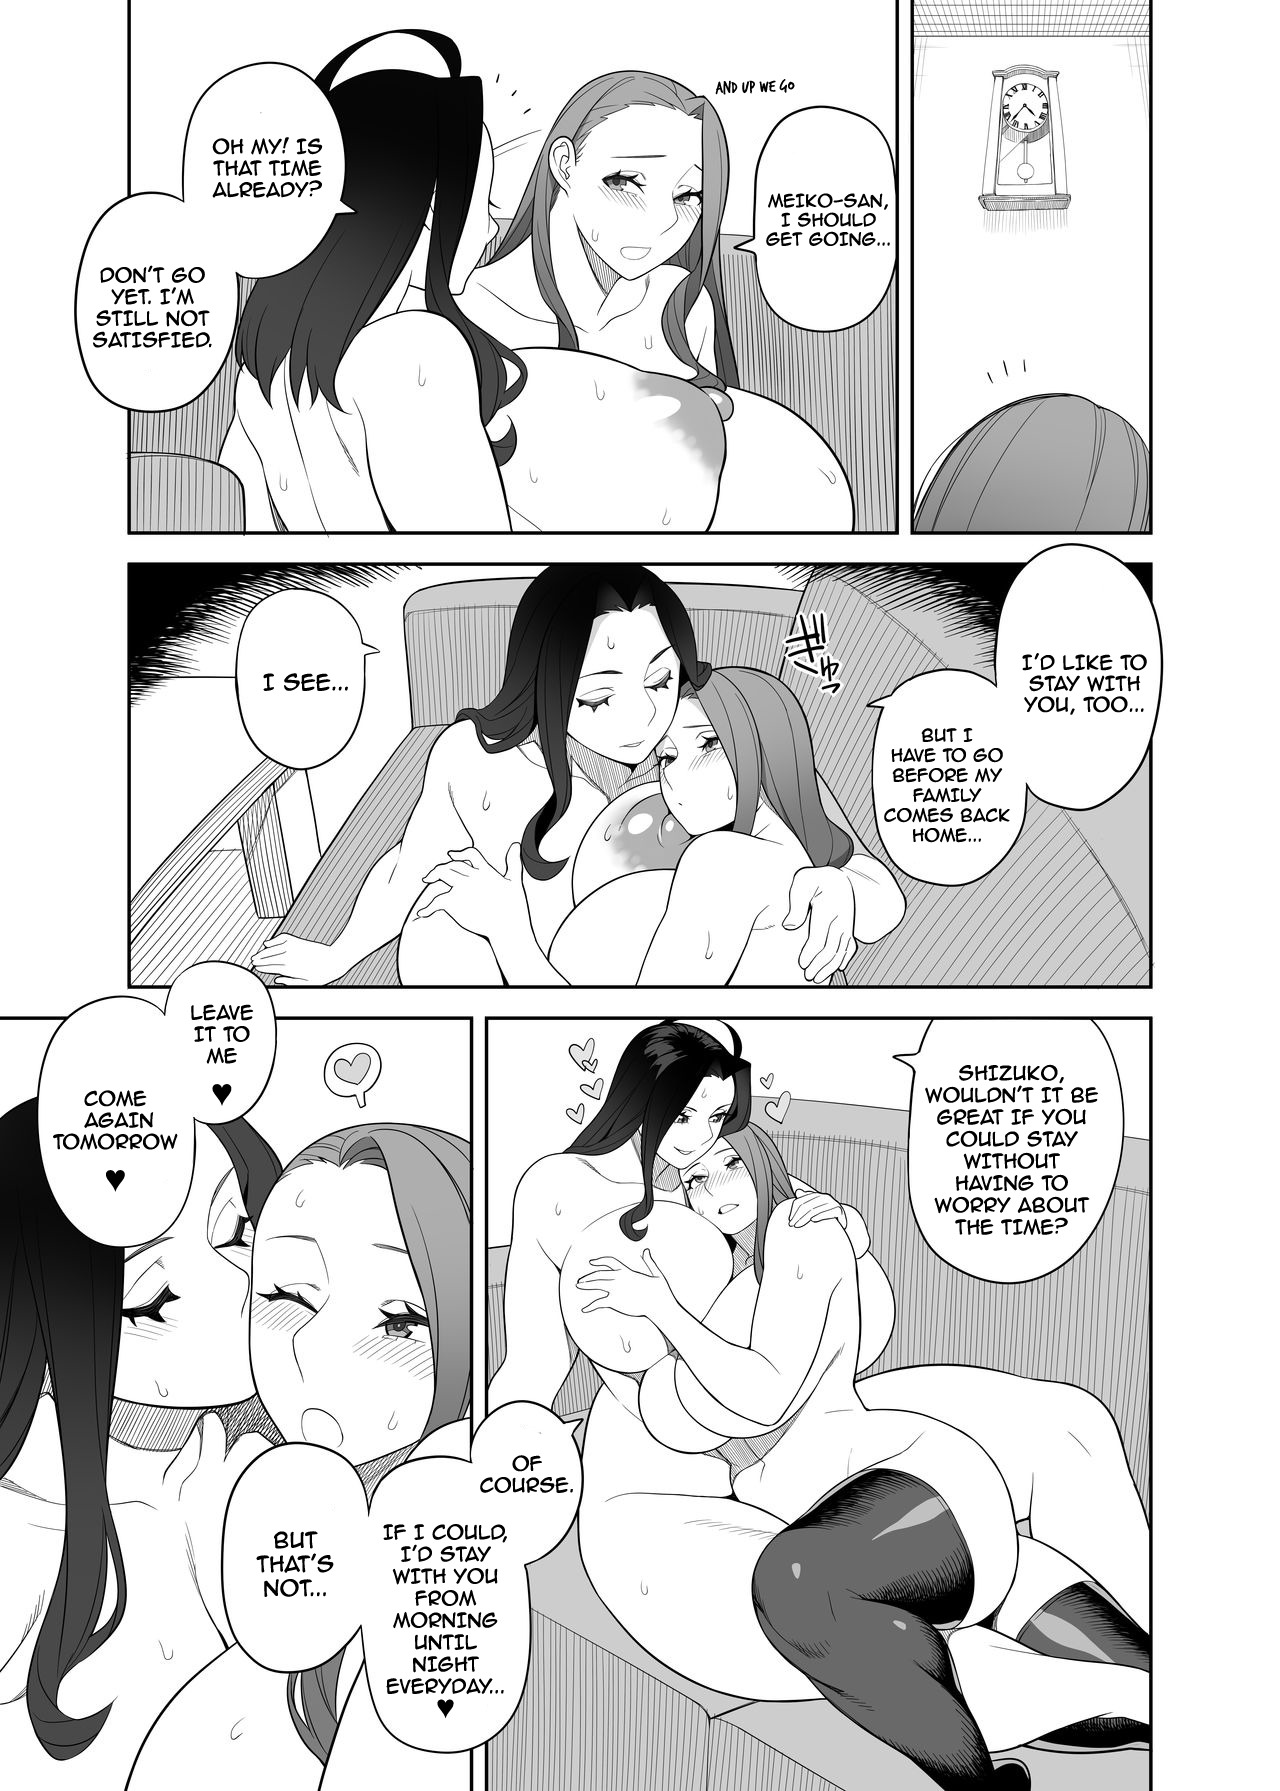 MEIKO-SAN,
I SHOULD
GET GOING...
AND UP WE GO
OH MY! IS
THAT TIME
ALREADY?
DON'T GO
YET. I'M
STILL NOT
SATISFIED.
I'D LIKE TO
STAY WITH
YOU, TOO...
BUT I
HAVE TO GO
BEFORE MY
FAMILY
COMES BACK
HOME...
ギュッ
I SEE...
SHIZUKO,
WOULDN'T IT BE
GREAT IF YOU
COULD STAY
WITHOUT
HAVING TO
WORRY ABOUT
THE TIME?
OF
COURSE.
IF I COULD,
I'D STAY
WITH YOU
FROM
MORNING
UNTIL
NIGHT
EVERYDAY...
♥
BUT
THAT'S
NOT...
LEAVE
IT TO
ME
♥
COME
AGAIN
TOMORROW
♥